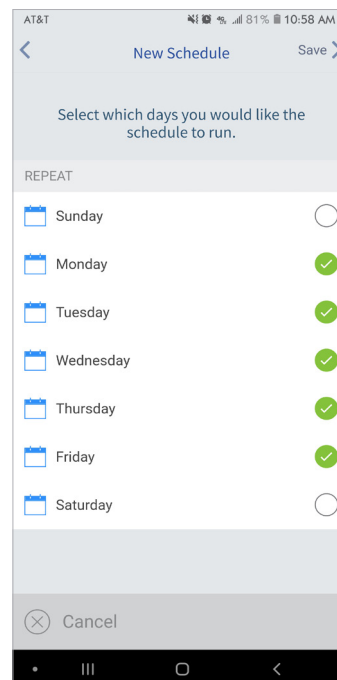 AT&T 81% 10:58 AM
New Schedule Save
Select which days you would like the
schedule to run.
REPEAT
Sunday
Monday
Tuesday
Wednesday
Thursday
Friday
Saturday
Cancel